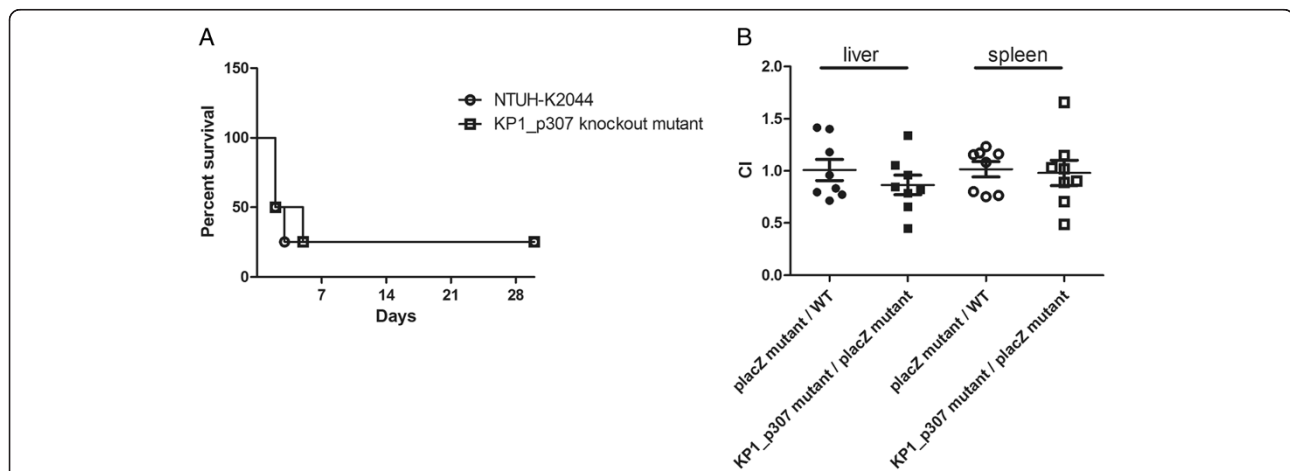 A
150
100
50
0
Percent survival
7 14 21 28
Days
NTUH-K2044
KP1_p307 knockout mutant
B
liver spleen
2.0
1.5
1.0
0.5
0.0
CI
placZ mutant / WT
KP1_p307 mutant / placZ mutant
placZ mutant / WT
KP1_p307 mutant / placZ mutant